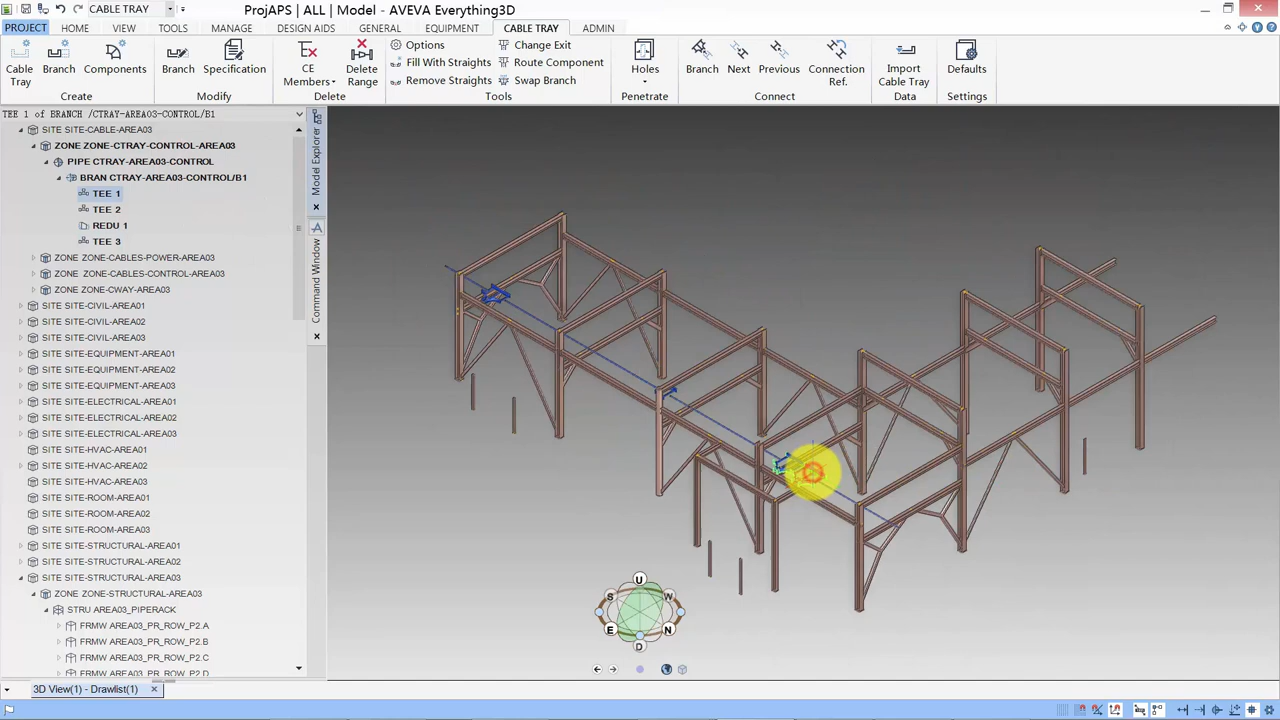 CABLE TRAY
ProjAPS | ALL | Model - AVEVA Everything3D
PROJECT HOME VIEW TOOLS MANAGE DESIGN AIDS GENERAL EQUIPMENT CABLE TRAY ADMIN
Cable Tray
Branch
Components
Create
Branch
Specification
Modify
CE Members
Delete Range
Delete
Options
Fill With Straights
Remove Straights
Change Exit
Route Component
Swap Branch
Tools
Holes
Penetrate
Branch
Next
Previous
Connection Ref.
Connect
Import Cable Tray
Data
Defaults
Settings
TEE 1 of BRANCH /CTRAY-AREA03-CONTROL/B1
SITE SITE-CABLE-AREA03
ZONE ZONE-CTRAY-CONTROL-AREA03
PIPE CTRAY-AREA03-CONTROL
BRAN CTRAY-AREA03-CONTROL/B1
TEE 1
TEE 2
REDU 1
TEE 3
ZONE ZONE-CABLES-POWER-AREA03
ZONE ZONE-CABLES-CONTROL-AREA03
ZONE ZONE-CWAY-AREA03
SITE SITE-CIVIL-AREA01
SITE SITE-CIVIL-AREA02
SITE SITE-CIVIL-AREA03
SITE SITE-EQUIPMENT-AREA01
SITE SITE-EQUIPMENT-AREA02
SITE SITE-EQUIPMENT-AREA03
SITE SITE-ELECTRICAL-AREA01
SITE SITE-ELECTRICAL-AREA02
SITE SITE-ELECTRICAL-AREA03
SITE SITE-HVAC-AREA01
SITE SITE-HVAC-AREA02
SITE SITE-HVAC-AREA03
SITE SITE-ROOM-AREA01
SITE SITE-ROOM-AREA02
SITE SITE-ROOM-AREA03
SITE SITE-STRUCTURAL-AREA01
SITE SITE-STRUCTURAL-AREA02
SITE SITE-STRUCTURAL-AREA03
ZONE ZONE-STRUCTURAL-AREA03
STRU AREA03_PIPERACK
FRMW AREA03_PR_ROW_P2.A
FRMW AREA03_PR_ROW_P2.B
FRMW AREA03_PR_ROW_P2.C
FRMW AREA03_PR_ROW_P2.D
Model Explorer
Command Window
U
S W
E N
D
3D View(1) - Drawlist(1)